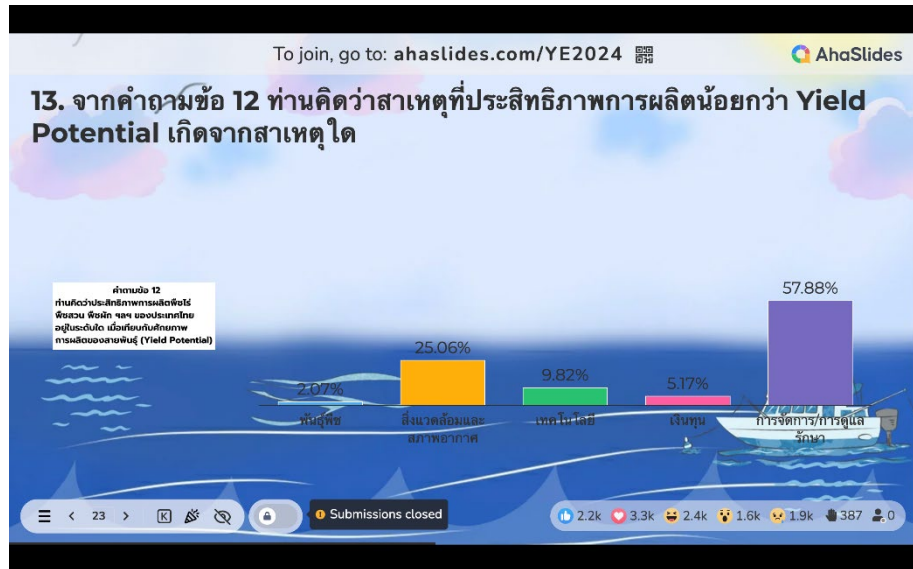 To join, go to: ahaslides.com/YE2024
AhaSlides
13. จากคำถามข้อ 12 ท่านคิดว่าสาเหตุที่ประสิทธิภาพการผลิตน้อยกว่า Yield
Potential เกิดจากสาเหตุใด
คำถามข้อ 12
ท่านคิดว่าประสิทธิภาพการผลิตพืชไร่
พืชสวน พืชผัก ฯลฯ ของประเทศไทย
อยู่ในระดับใด เมื่อเทียบกับศักยภาพ
การผลิตของสายพันธุ์ (Yield Potential)
2.07%
25.06%
9.82%
5.17%
57.88%
พันธุ์พืช
สิ่งแวดล้อมและ
สภาพอากาศ
เทคโนโลยี
เงินทุน
การจัดการ/การดูแล
รักษา
23
K
Submissions closed
2.2k 3.3k 2.4k 1.6k 1.9k 387 0